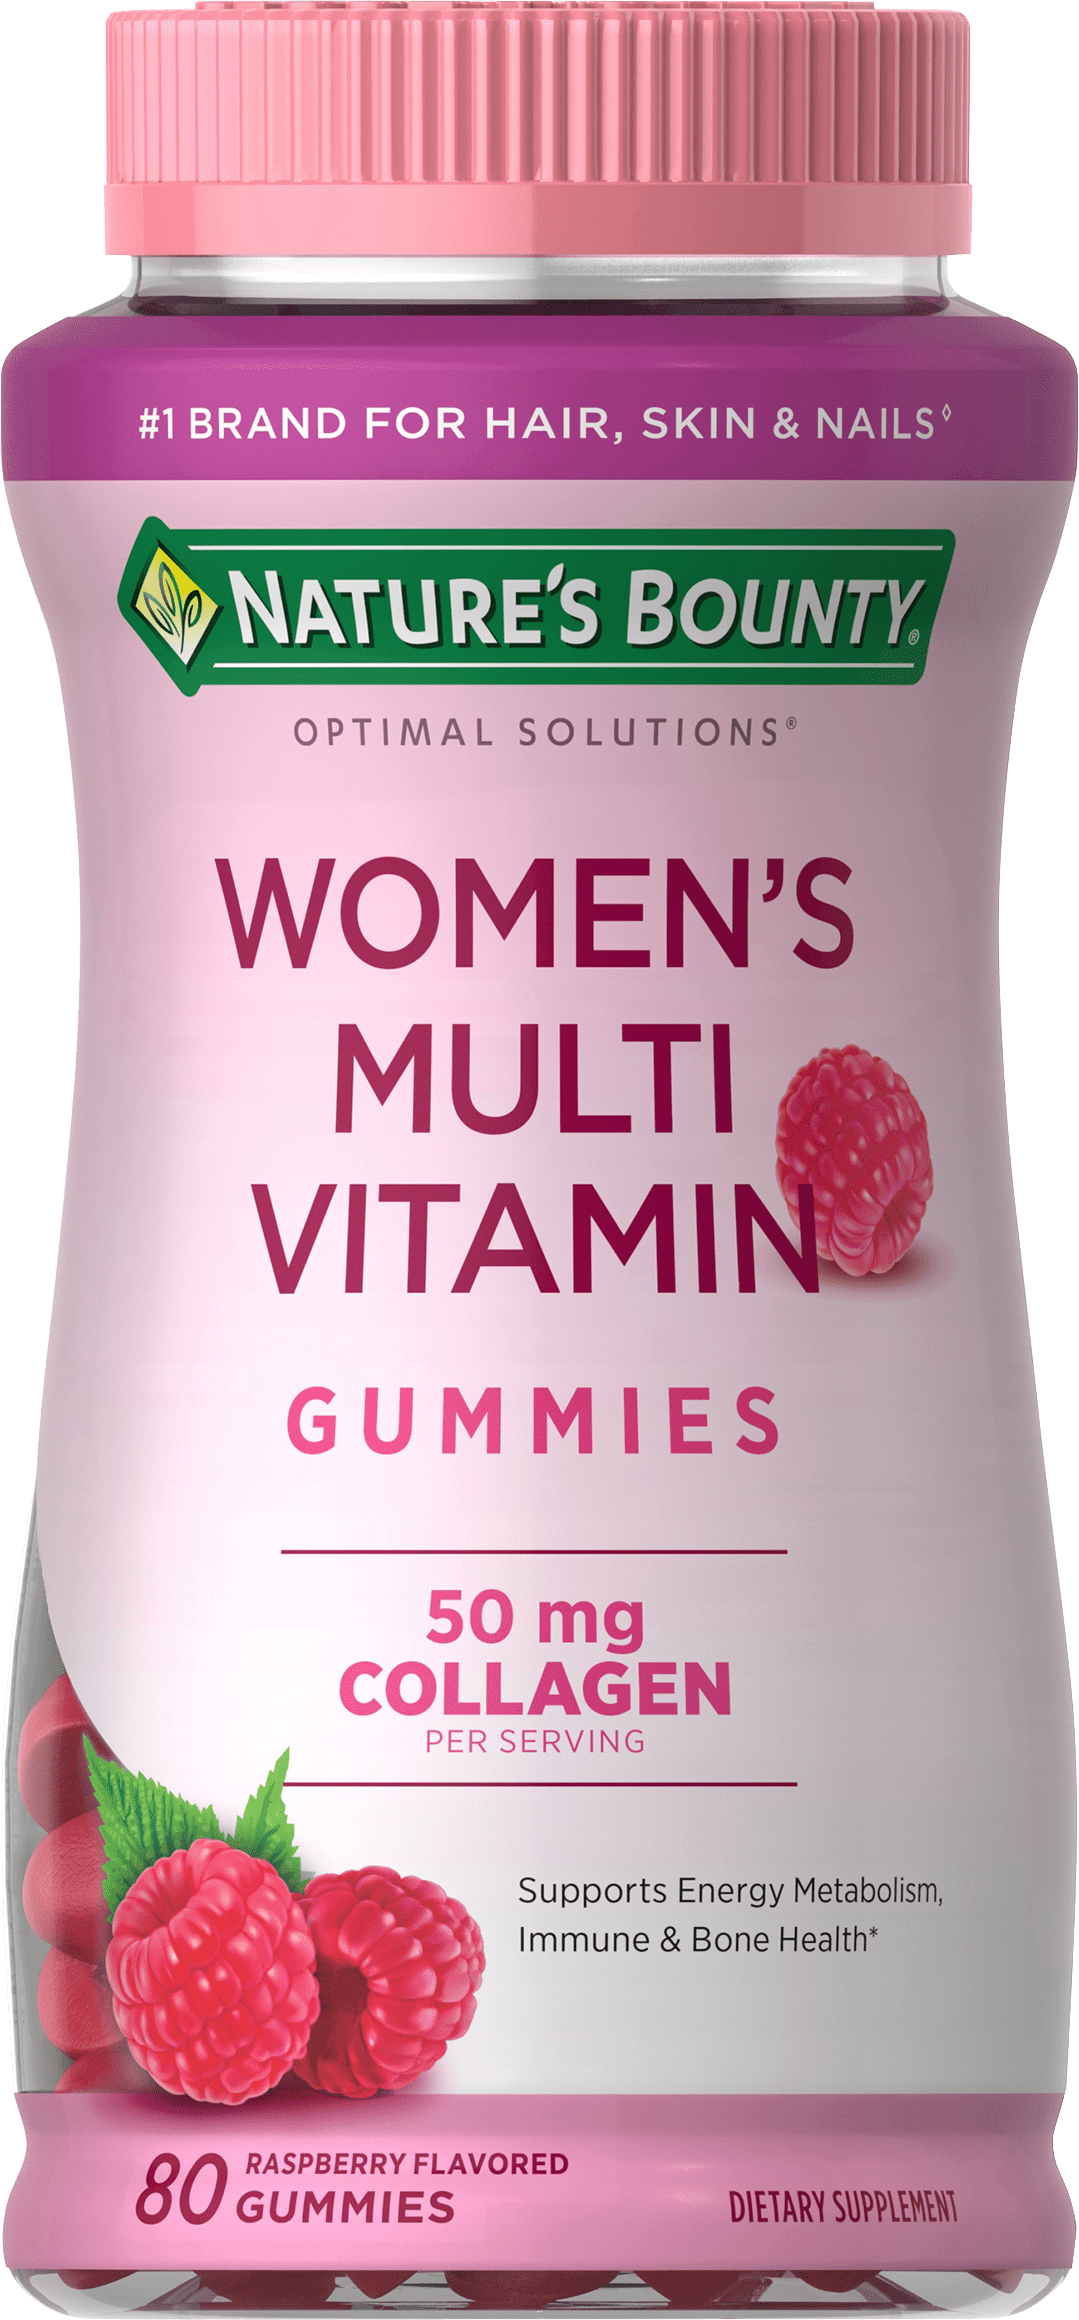 #1 BRAND FOR HAIR, SKIN & NAILS◊
NATURE'S BOUNTY®
OPTIMAL SOLUTIONS®
WOMEN'S
MULTI
VITAMIN
GUMMIES
50 mg
COLLAGEN
PER SERVING
Supports Energy Metabolism,
Immune & Bone Health*
80 RASPBERRY FLAVORED
GUMMIES
DIETARY SUPPLEMENT